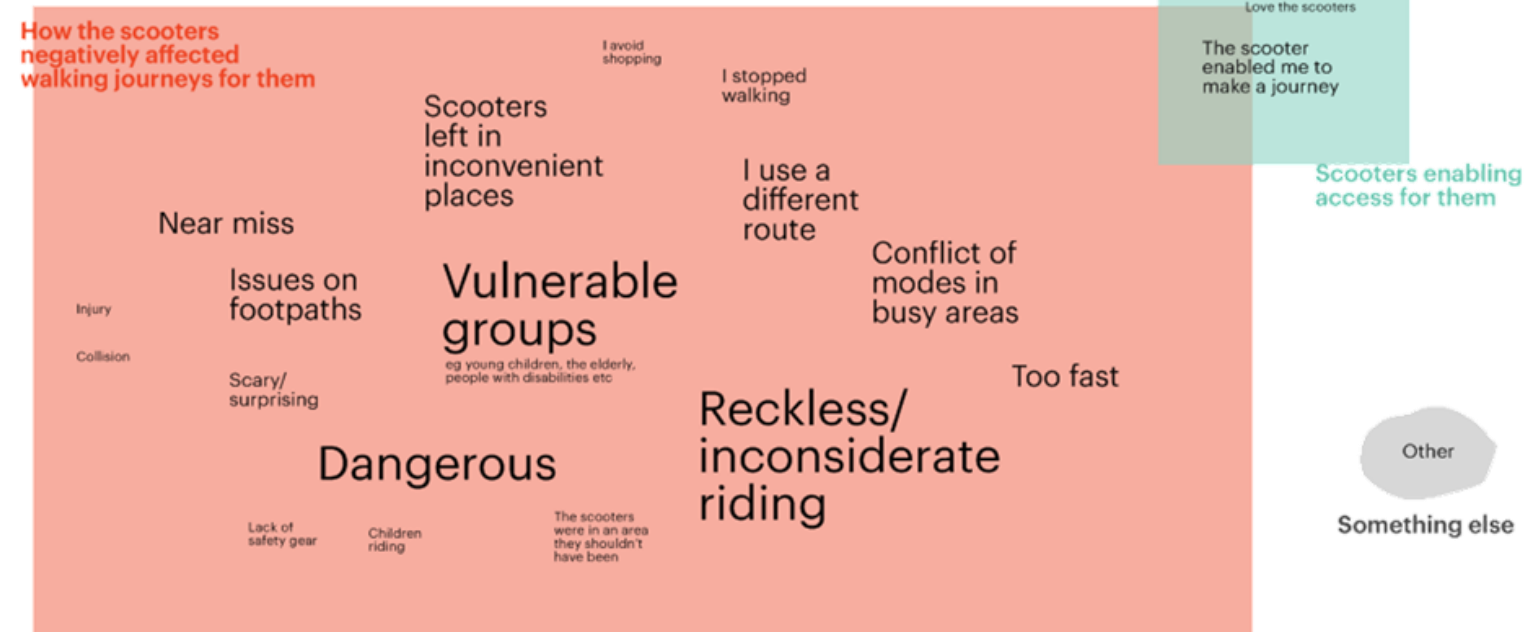 How the scooters
negatively affected
walking journeys for them
Love the scooters
The scooter
enabled me to
make a journey
Scooters enabling
access for them
I avoid
shopping
I stopped
walking
Scooters
left in
inconvenient
places
I use a
different
route
Near miss
Conflict of
modes in
busy areas
Issues on
footpaths
Vulnerable
groups
eg young children, the elderly,
people with disabilities etc
Injury
Collision
Scary/
surprising
Too fast
Reckless/
inconsiderate
riding
Dangerous
Lack of
safety gear
Children
riding
The scooters
were in an area
they shouldn't
have been
Other
Something else